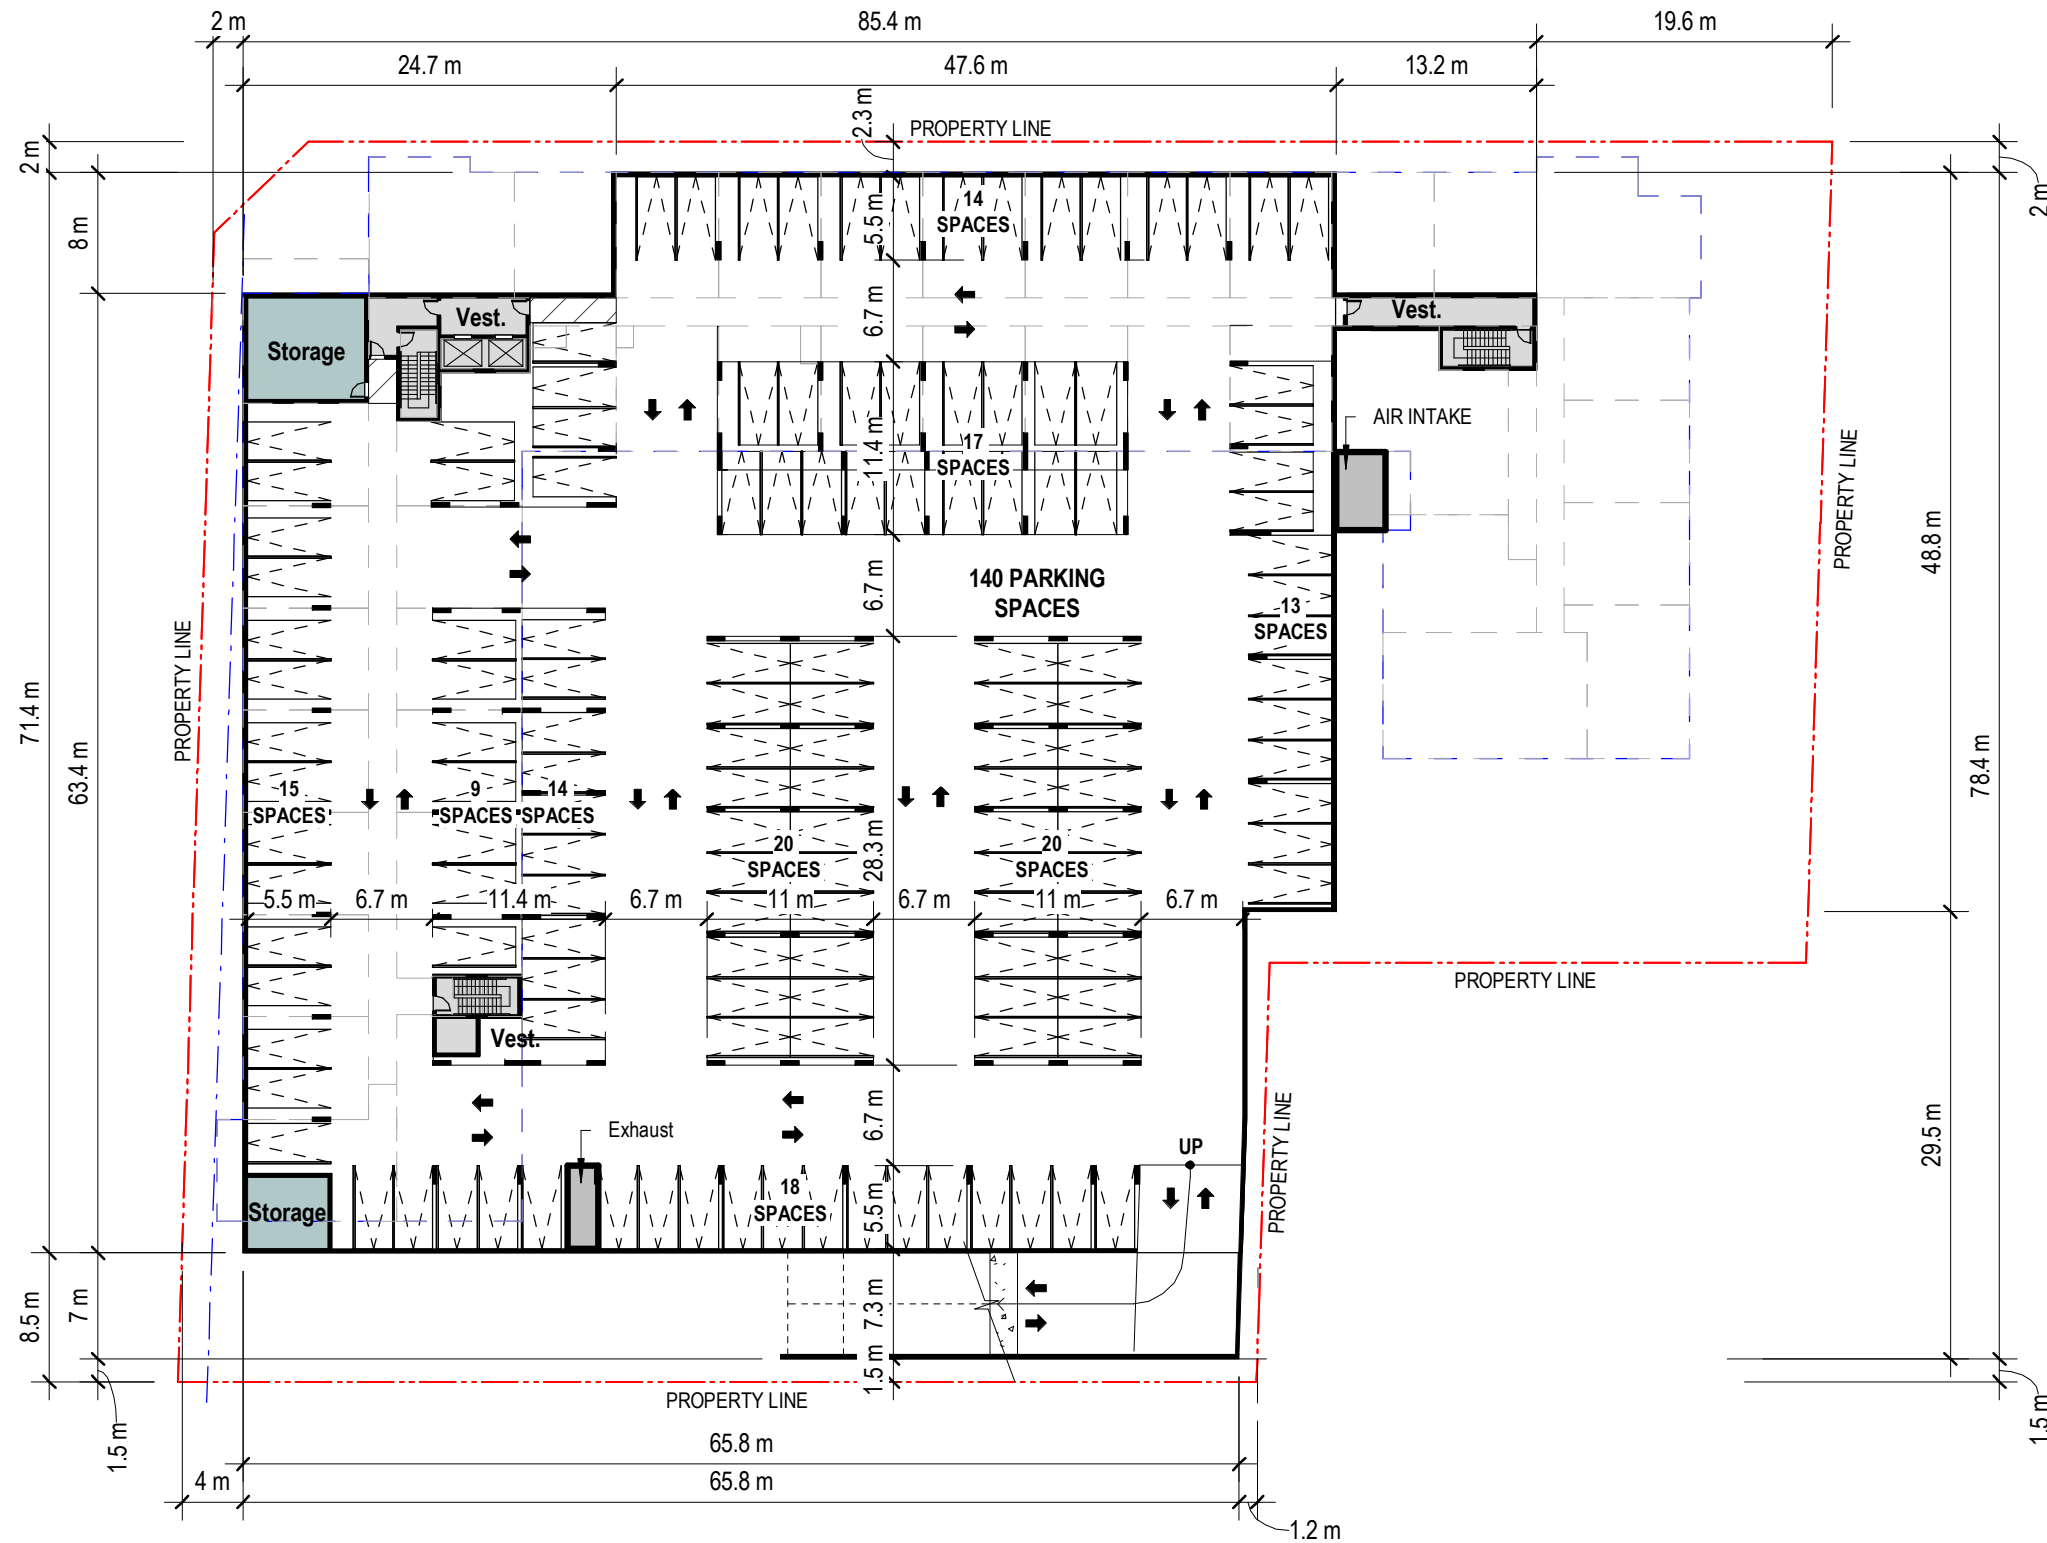 2 m
85.4 m
19.6 m
24.7 m
47.6 m
13.2 m
2.3 m
PROPERTY LINE
2 m
2 m
8 m
5.5 m
14
SPACES
6.7 m
Vest.
Vest.
Storage
AIR INTAKE
11.4 m
17
SPACES
PROPERTY LINE
48.8 m
6.7 m
140 PARKING
SPACES
13
SPACES
PROPERTY LINE
71.4 m
63.4 m
78.4 m
15
SPACES
9
SPACES
14
SPACES
20
SPACES
28.3 m
20
SPACES
5.5 m
6.7 m
11.4 m
6.7 m
11 m
6.7 m
11 m
6.7 m
PROPERTY LINE
Vest.
Exhaust
6.7 m
UP
PROPERTY LINE
29.5 m
Storage
18
SPACES
5.5 m
8.5 m
7 m
7.3 m
1.5 m
PROPERTY LINE
1.5 m
1.5 m
65.8 m
4 m
65.8 m
1.2 m